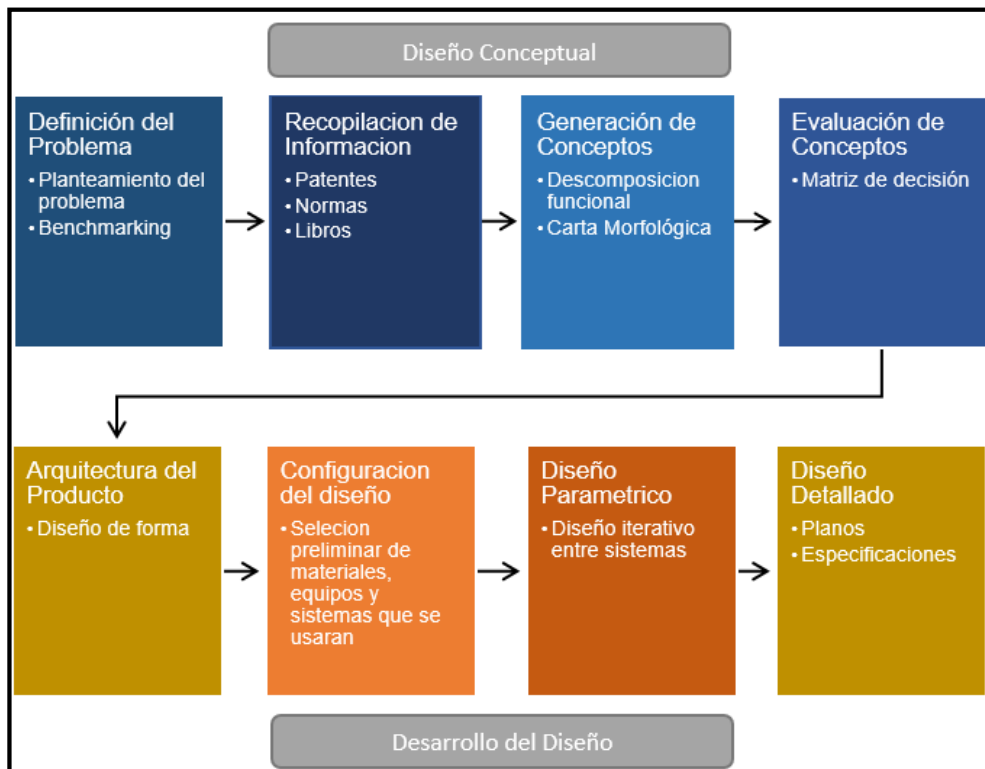 Diseño Conceptual
Definición del
Problema
• Planteamiento del
problema
• Benchmarking
Recopilacion de
Informacion
• Patentes
• Normas
• Libros
Generación de
Conceptos
• Descomposicion
funcional
• Carta Morfológica
Evaluación de
Conceptos
• Matriz de decisión
Arquitectura del
Producto
• Diseño de forma
Configuracion
del diseño
• Selecion
preliminar de
materiales,
equipos y
sistemas que se
usaran
Diseño
Parametrico
• Diseño iterativo
entre sistemas
Diseño
Detallado
• Planos
• Especificaciones
Desarrollo del Diseño